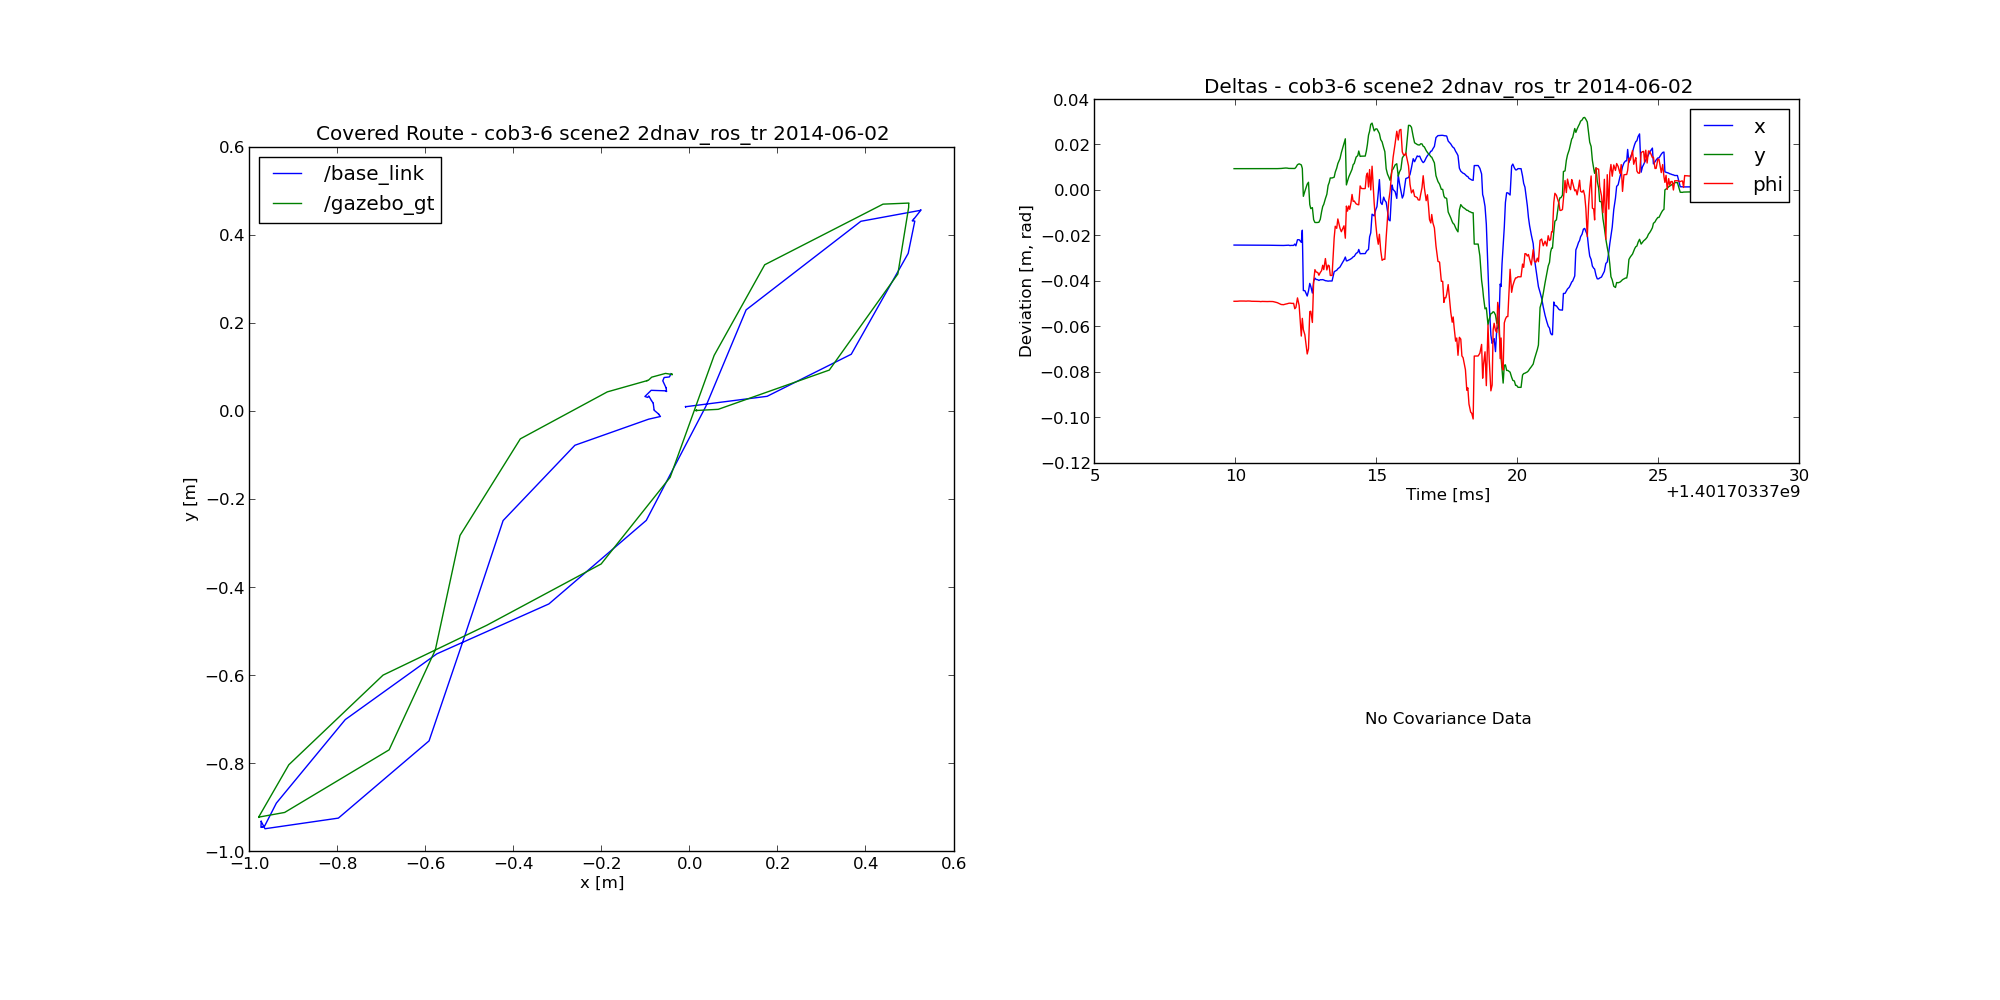 Covered Route - cob3-6 scene2 2dnav_ros_tr 2014-06-02
/base_link
/gazebo_gt
0.6
0.4
0.2
0.0
−0.2
−0.4
−0.6
−0.8
−1.0
y [m]
−1.0 −0.8 −0.6 −0.4 −0.2 0.0 0.2 0.4 0.6
x [m]
Deltas - cob3-6 scene2 2dnav_ros_tr 2014-06-02
x
y
phi
0.04
0.02
0.00
−0.02
−0.04
−0.06
−0.08
−0.10
−0.12
Deviation [m, rad]
5 10 15 20 25 30
Time [ms]
+1.40170337e9
No Covariance Data